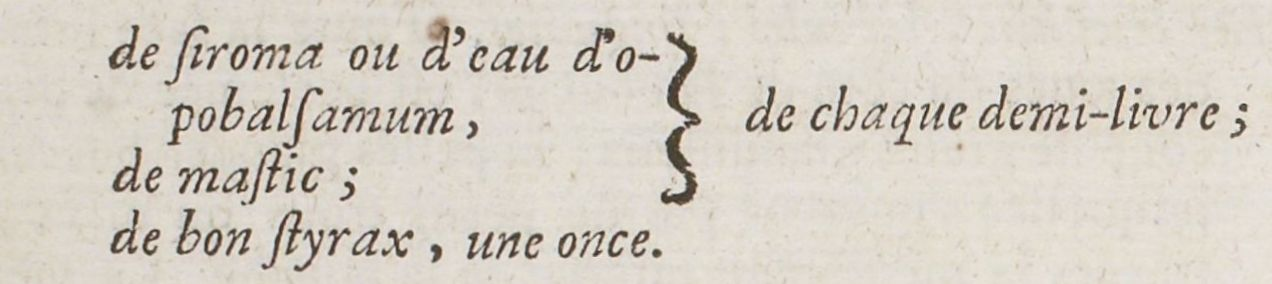 de ſiroma ou d'eau d'o-
pobalſamum,
de maſtic ;
de chaque demi-livre ;
de bon ſtyrax, une once.